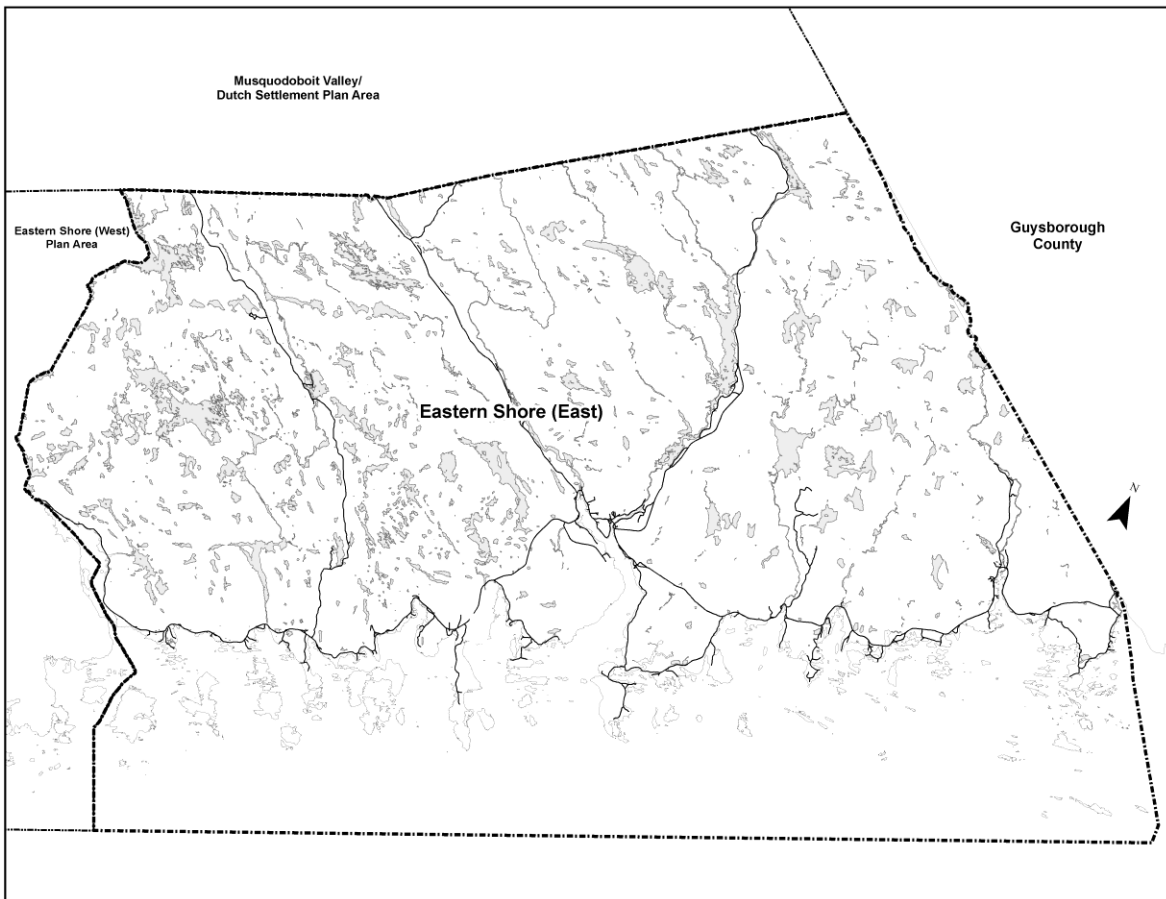 Musquodoboit Valley/
Dutch Settlement Plan Area
Eastern Shore (West)
Plan Area
Guysborough
County
Eastern Shore (East)
N